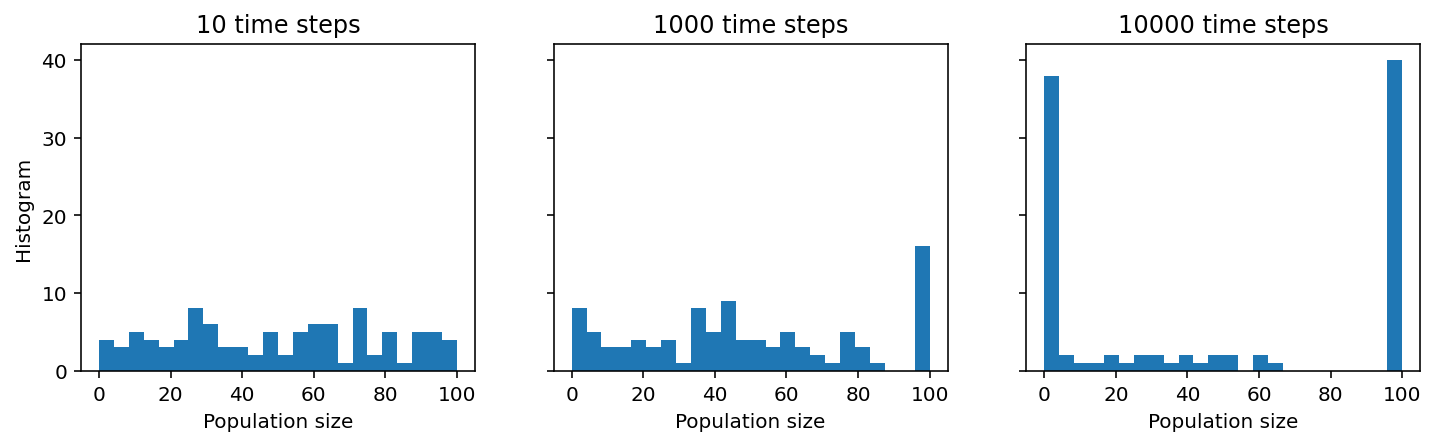 10 time steps
1000 time steps
10000 time steps
Histogram
40
30
20
10
0
0 20 40 60 80 100
0 20 40 60 80 100
0 20 40 60 80 100
Population size
Population size
Population size